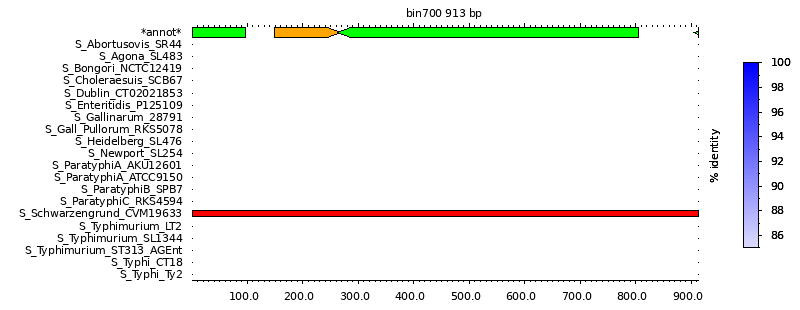 bin700 913 bp
*annot*
S_Abortusovis_SR44
S_Agona_SL483
S_Bongori_NCTC12419
S_Choleraesuis_SCB67
S_Dublin_CT02021853
S_Enteritidis_P125109
S_Gallinarum_28791
S_Gall_Pullorum_RKS5078
S_Heidelberg_SL476
S_Newport_SL254
S_ParatyphiA_AKU12601
S_ParatyphiA_ATCC9150
S_ParatyphiB_SPB7
S_ParatyphiC_RKS4594
S_Schwarzengrund_CVM19633
S_Typhimurium_LT2
S_Typhimurium_SL1344
S_Typhimurium_ST313_AGEnt
S_Typhi_CT18
S_Typhi_Ty2
100.0 200.0 300.0 400.0 500.0 600.0 700.0 800.0 900.0
% identity
100
98
96
94
92
90
88
86